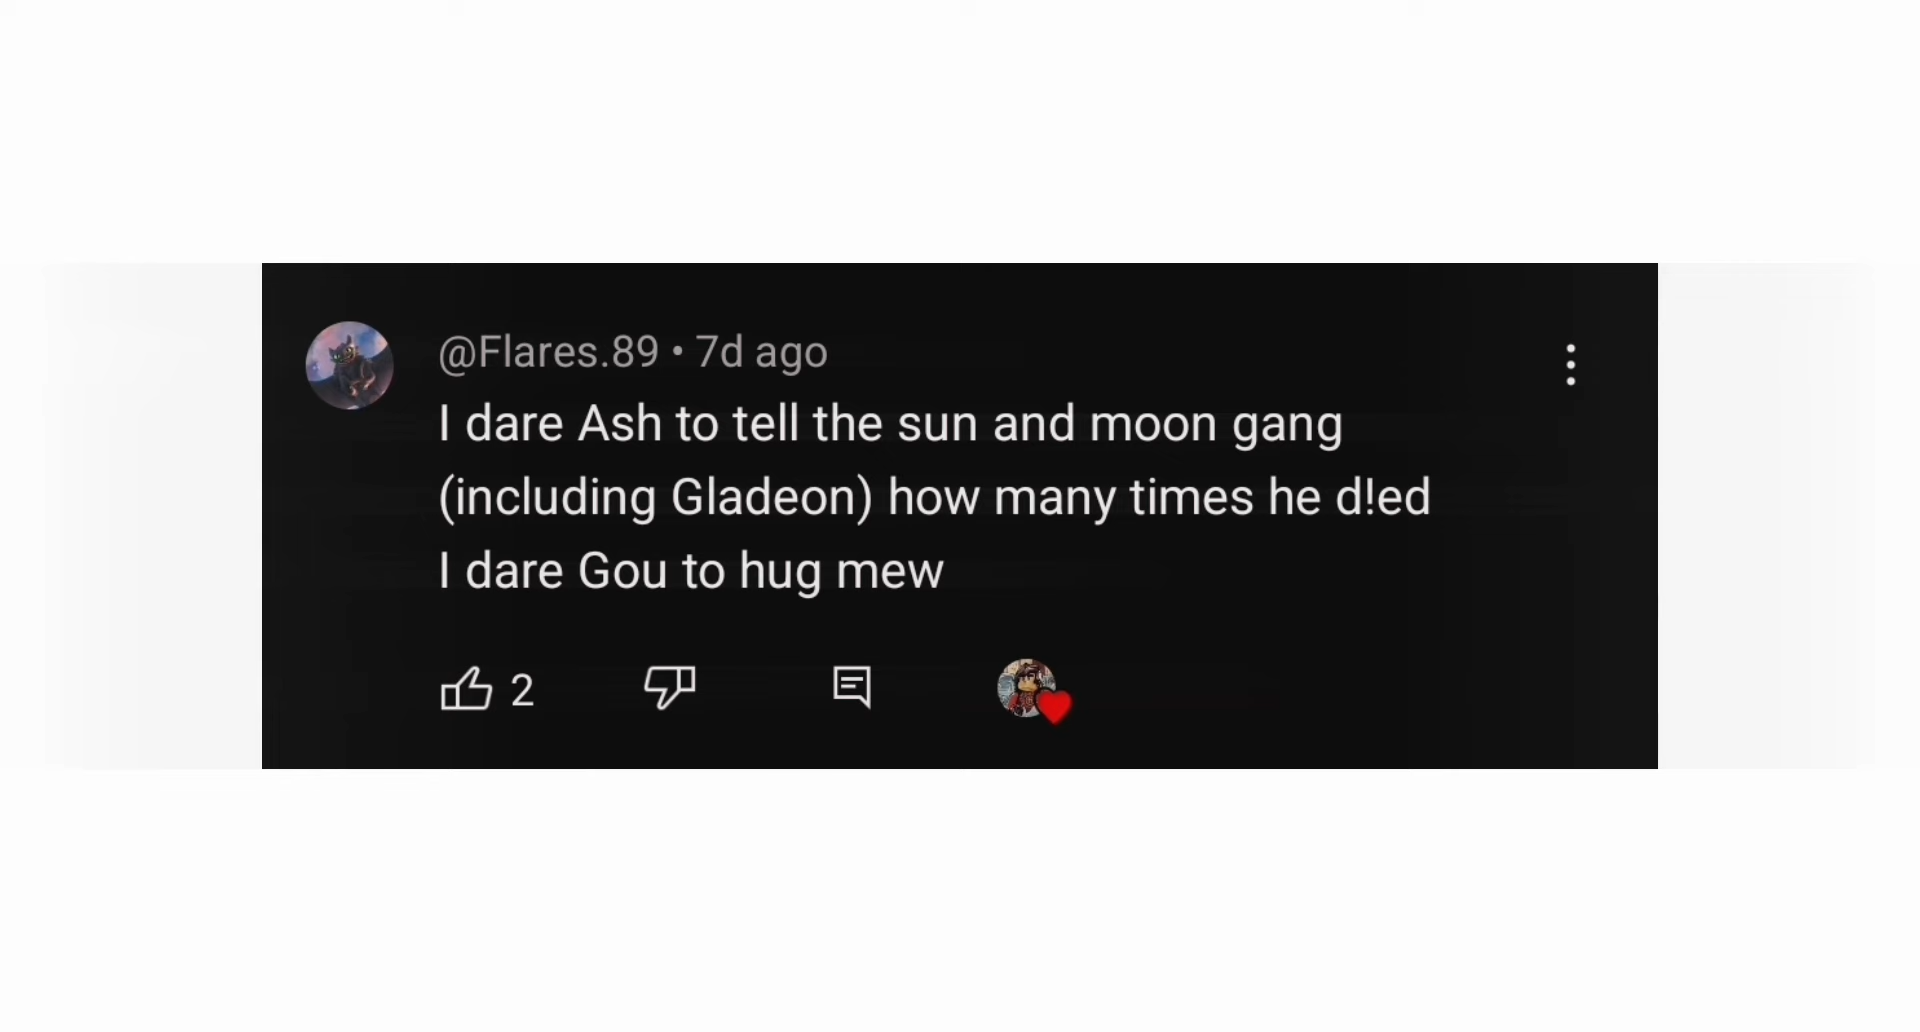 @Flares.89 • 7d ago
I dare Ash to tell the sun and moon gang
(including Gladeon) how many times he d!ed
I dare Gou to hug mew
2